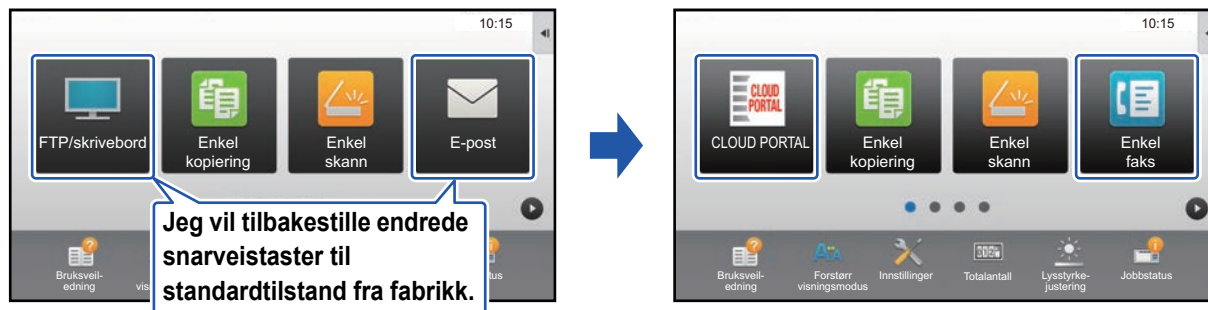 10:15
FTP/skrivebord
Enkel
kopiering
Enkel
skann
E-post
Jeg vil tilbakestille endrede
snarveistaster til
standardtilstand fra fabrikk.
Bruksveil-
edning
vis
tus
10:15
CLOUD
PORTAL
CLOUD PORTAL
Enkel
kopiering
Enkel
skann
Enkel
faks
Bruksveil-
edning
Forstørr
visningsmodus
Innstillinger
Totalantall
Lysstyrke-
justering
Jobbstatus